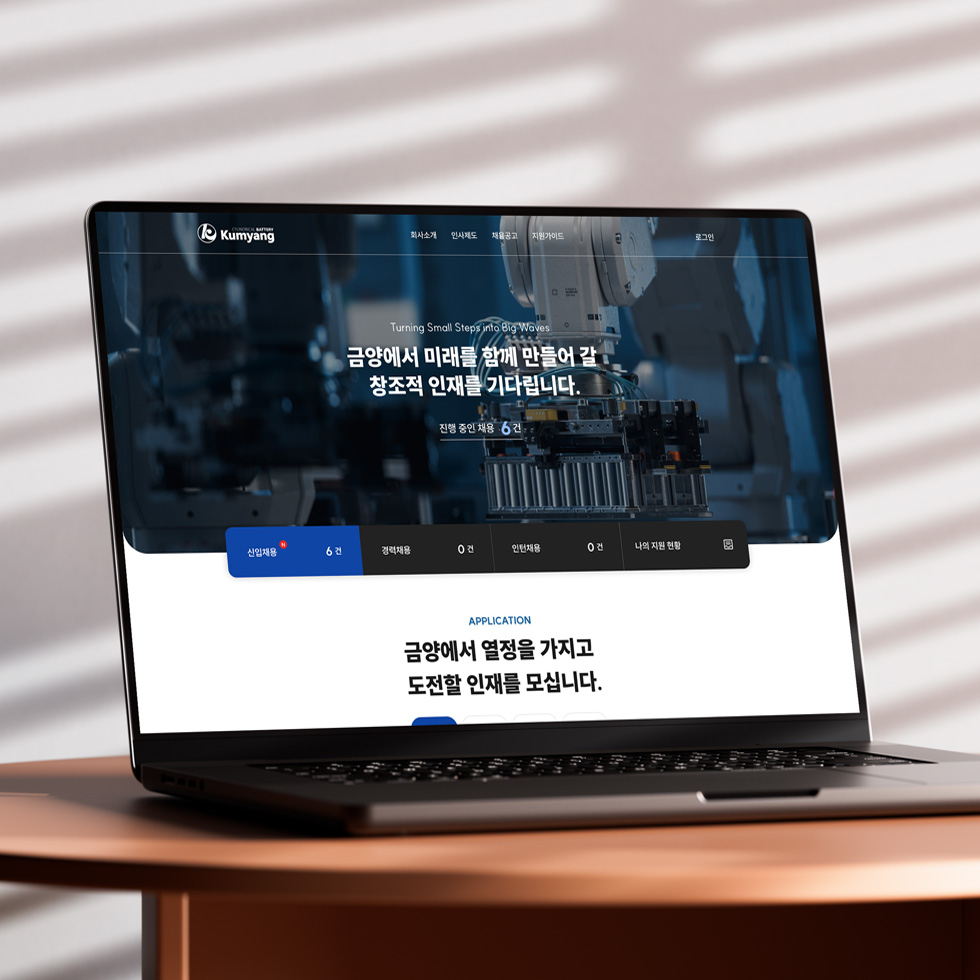 CYLINDRICAL BATTERY
Kumyang
회사소개 인사제도 채용공고 지원가이드 로그인
Turning Small Steps into Big Waves
금양에서 미래를 함께 만들어 갈
창조적 인재를 기다립니다.
진행 중인 채용 6 건
신입채용 N 6 건 경력채용 0 건 인턴채용 0 건 나의 지원 현황
APPLICATION
금양에서 열정을 가지고
도전할 인재를 모십니다.